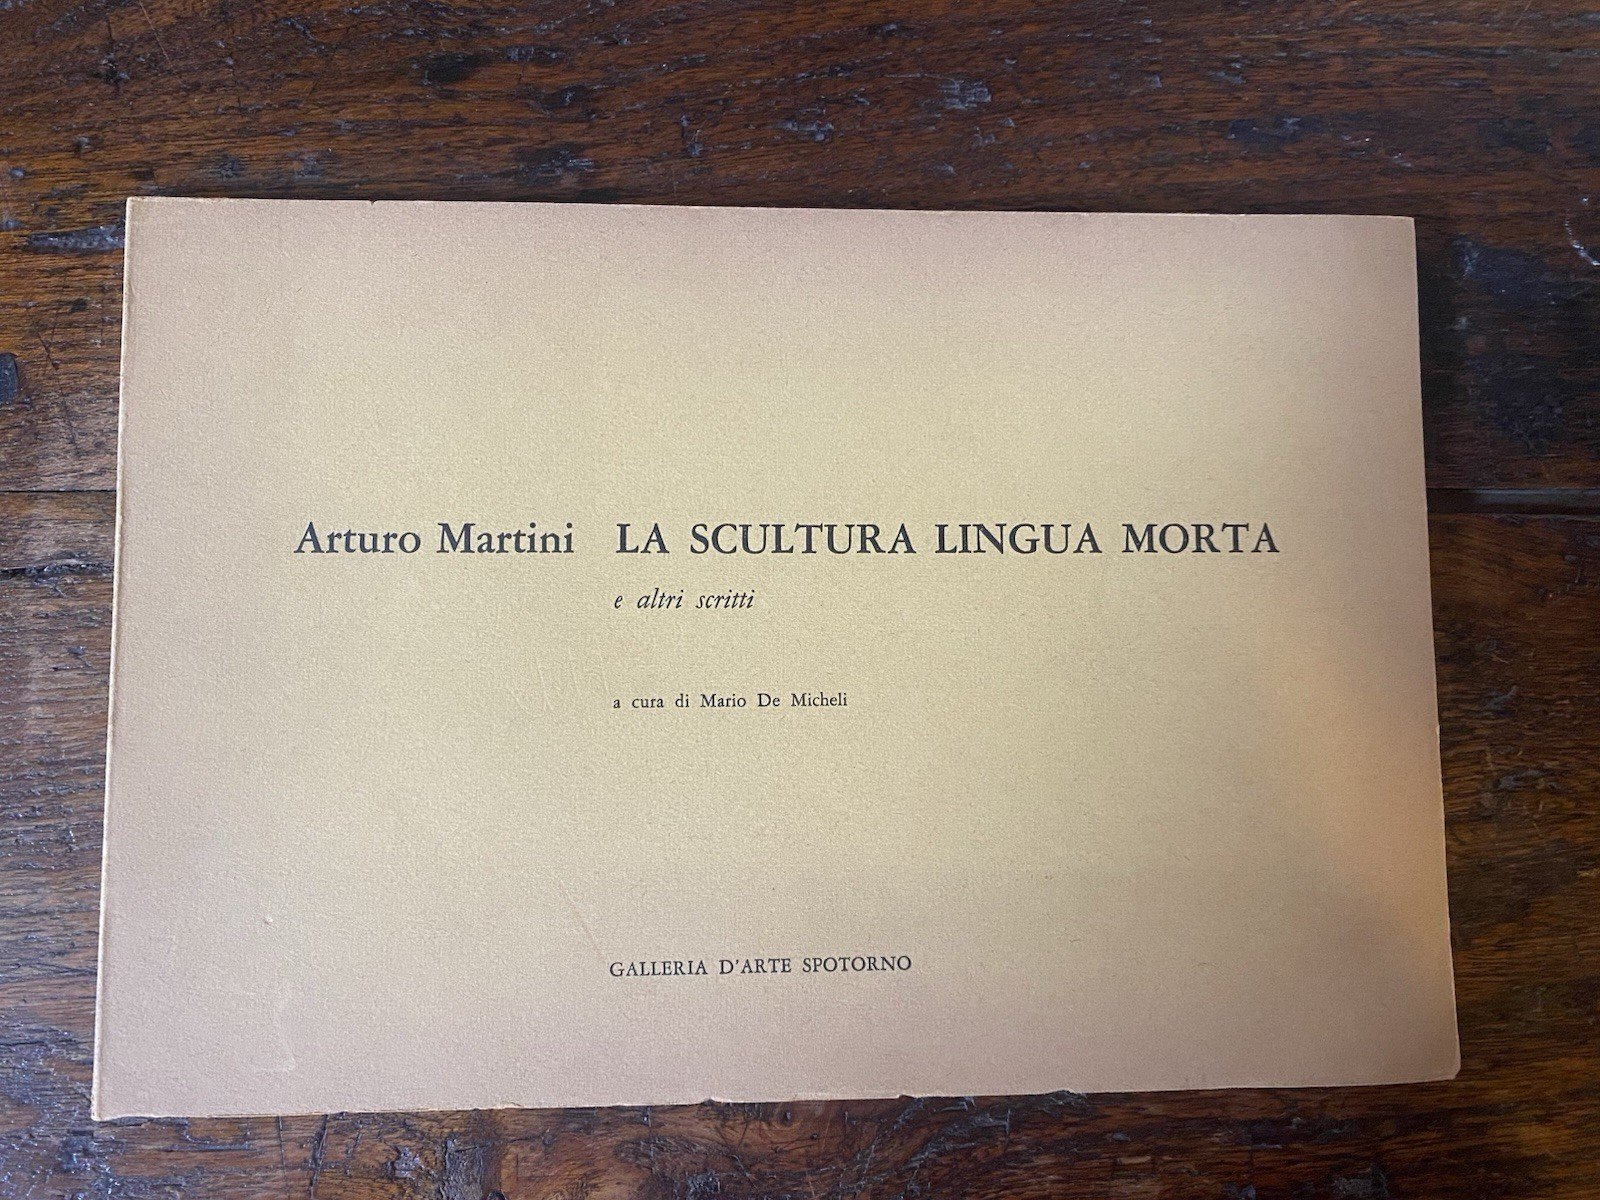 Arturo Martini LA SCULTURA LINGUA MORTA
e altri scritti
a cura di Mario De Micheli
GALLERIA D'ARTE SPOTORNO